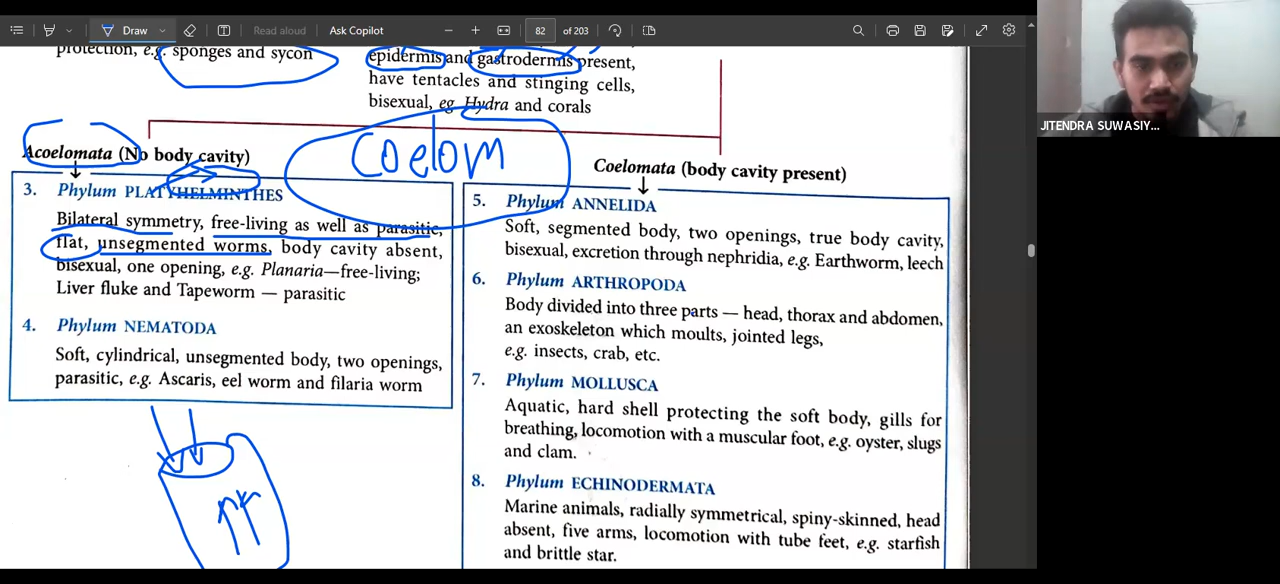 Draw
Read aloud
Ask Copilot
82
of 203
protection, e.g. sponges and sycon
epidermis and gastrodermis present,
have tentacles and stinging cells,
bisexual, eg Hydra and corals
Acoelomata (No body cavity)
3. Phylum PLATYHELMINTHES
Bilateral symmetry, free-living as well as parasitic,
flat, unsegmented worms, body cavity absent,
bisexual, one opening, e.g. Planaria—free-living;
Liver fluke and Tapeworm — parasitic
4. Phylum NEMATODA
Soft, cylindrical, unsegmented body, two openings,
parasitic, e.g. Ascaris, eel worm and filaria worm
Coelom
Coelomata (body cavity present)
5. Phylum ANNELIDA
Soft, segmented body, two openings, true body cavity,
bisexual, excretion through nephridia, e.g. Earthworm, leech
6. Phylum ARTHROPODA
Body divided into three parts — head, thorax and abdomen,
an exoskeleton which moults, jointed legs,
e.g. insects, crab, etc.
7. Phylum MOLLUSCA
Aquatic, hard shell protecting the soft body, gills for
breathing, locomotion with a muscular foot, e.g. oyster, slugs
and clam.
8. Phylum ECHINODERMATA
Marine animals, radially symmetrical, spiny-skinned, head
absent, five arms, locomotion with tube feet, e.g. starfish
and brittle star.
JITENDRA SUWASIY...